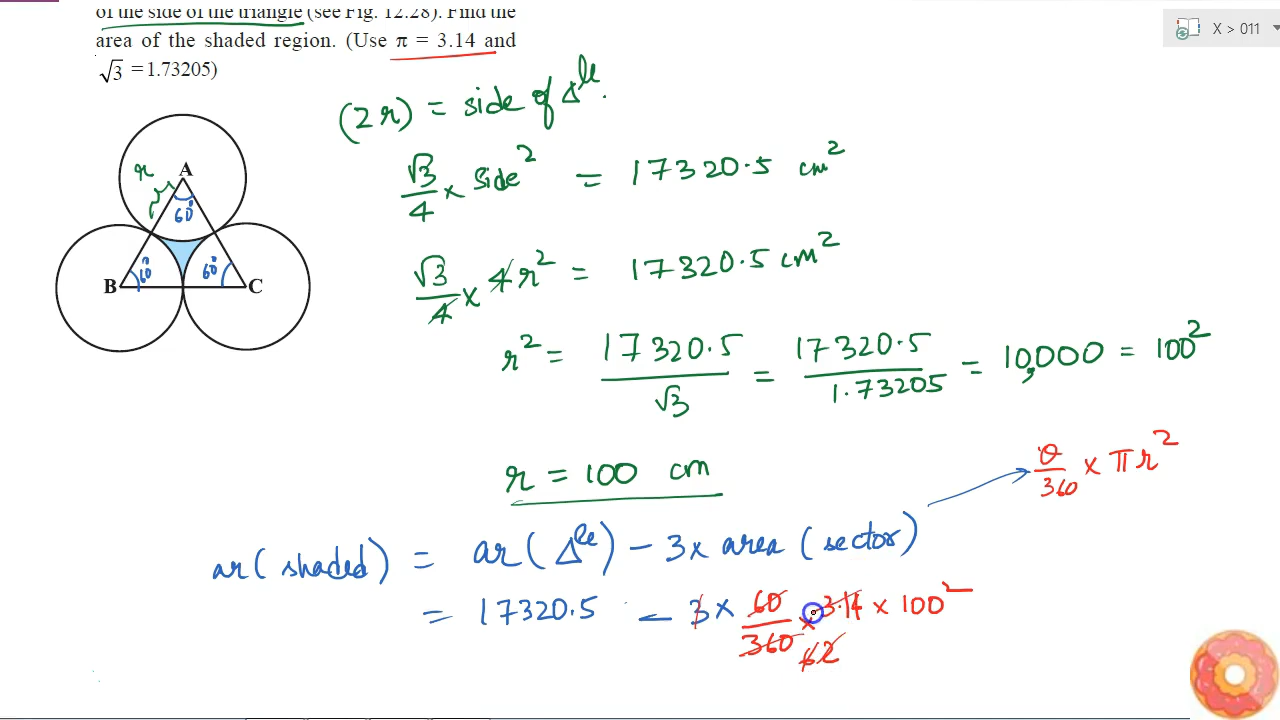 of the side of the triangle (see Fig. 12.28). Find the
area of the shaded region. (Use π = 3.14 and
√3 = 1.73205)
X > 011
(2r) = side of Δle.
√3/4 × side² = 17320.5 cm²
√3/4 × 4r² = 17320.5 cm²
r² = 17320.5/√3 = 17320.5/1.73205 = 10,000 = 100²
r = 100 cm
θ/360 × πr²
ar(shaded) = ar(Δle) − 3× area (sector)
= 17320.5 − 3 × 60/360 × 3.14 × 100²
62
r
A
60°
B
60°
60°
C